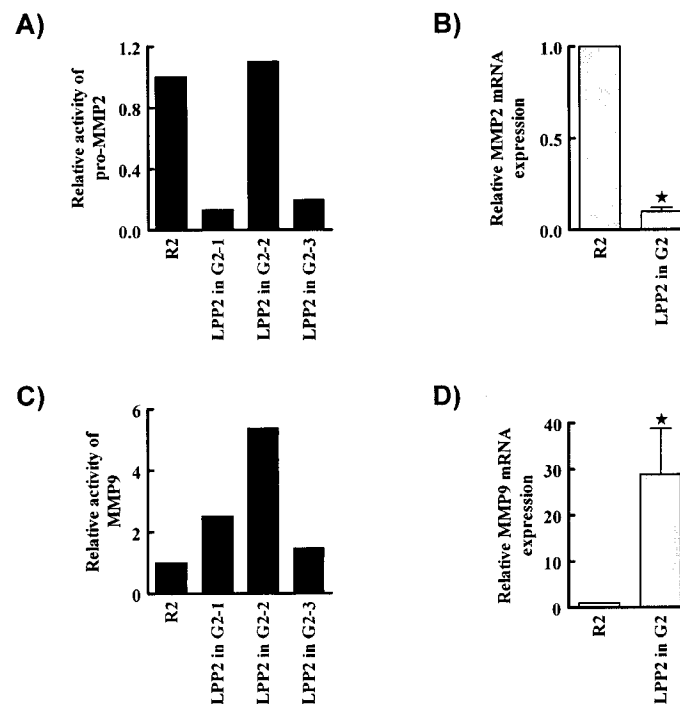 A)
Relative activity of
pro-MMP2
1.2
0.8
0.4
0.0
R2
LPP2 in G2-1
LPP2 in G2-2
LPP2 in G2-3
B)
Relative MMP2 mRNA
expression
1.0
0.5
0.0
R2
LPP2 in G2
C)
Relative activity of
MMP9
6
4
2
0
R2
LPP2 in G2-1
LPP2 in G2-2
LPP2 in G2-3
D)
Relative MMP9 mRNA
expression
40
30
20
10
0
R2
LPP2 in G2